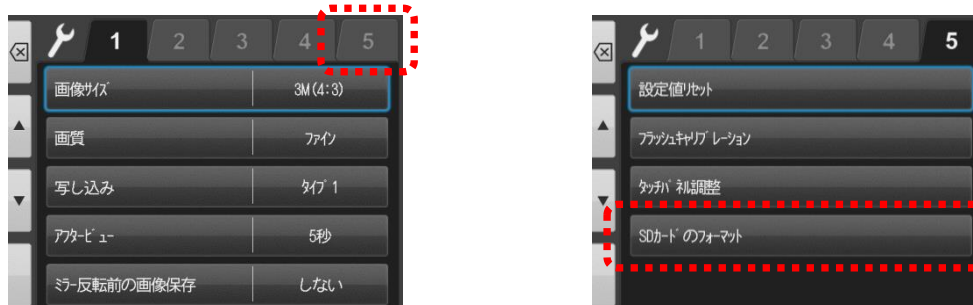 1 2 3 4 5
画像サイズ 3M(4:3)
画質 ファイン
写し込み タイプ 1
アフタービュー 5秒
ミラー反転前の画像保存 しない
1 2 3 4 5
設定値リセット
フラッシュキャリブレーション
タッチパネル調整
SDカードのフォーマット